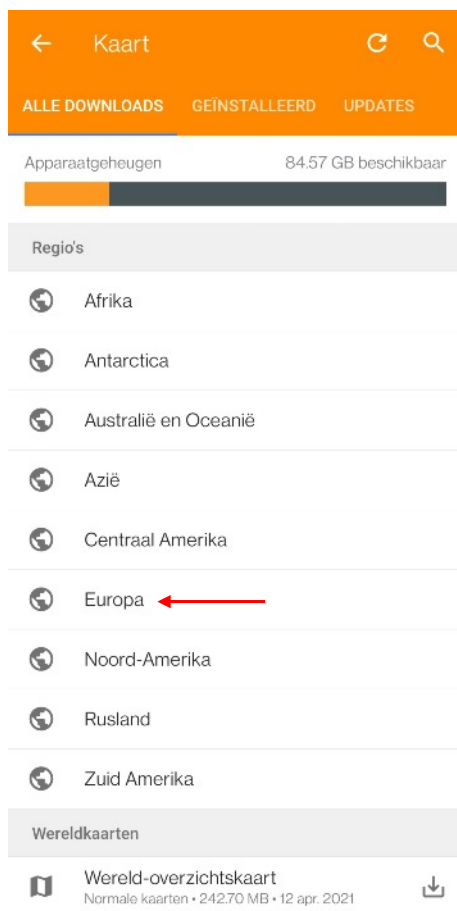 Kaart
ALLE DOWNLOADS GEÏNSTALLEERD UPDATES
Apparaatgeheugen 84.57 GB beschikbaar
Regio's
Afrika
Antarctica
Australië en Oceanië
Azië
Centraal Amerika
Europa
Noord-Amerika
Rusland
Zuid Amerika
Wereldkaarten
Wereld-overzichtskaart
Normale kaarten • 242.70 MB • 12 apr. 2021